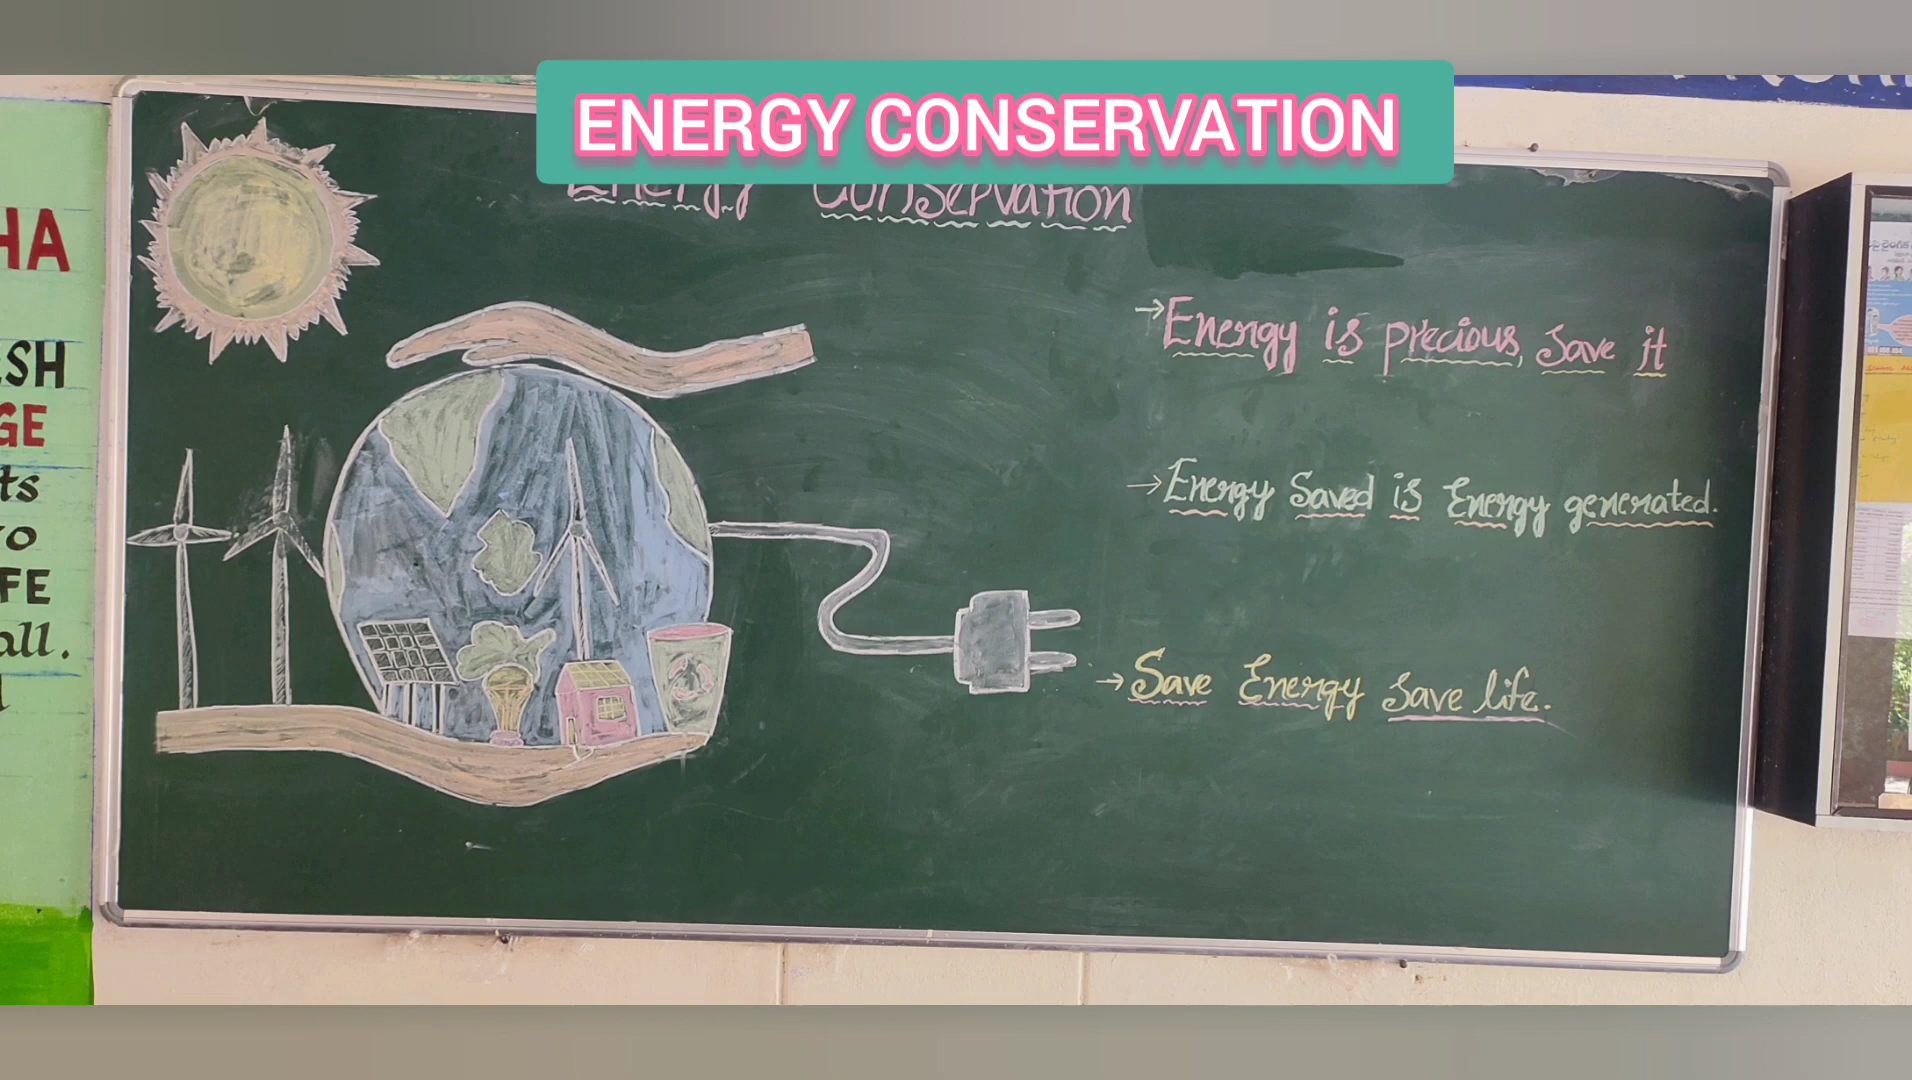 ENERGY CONSERVATION
Energy Conservation
→Energy is precious, Save it
→Energy Saved is Energy generated.
→Save Energy Save life.
HA
SH
GE
ts
FE
all.